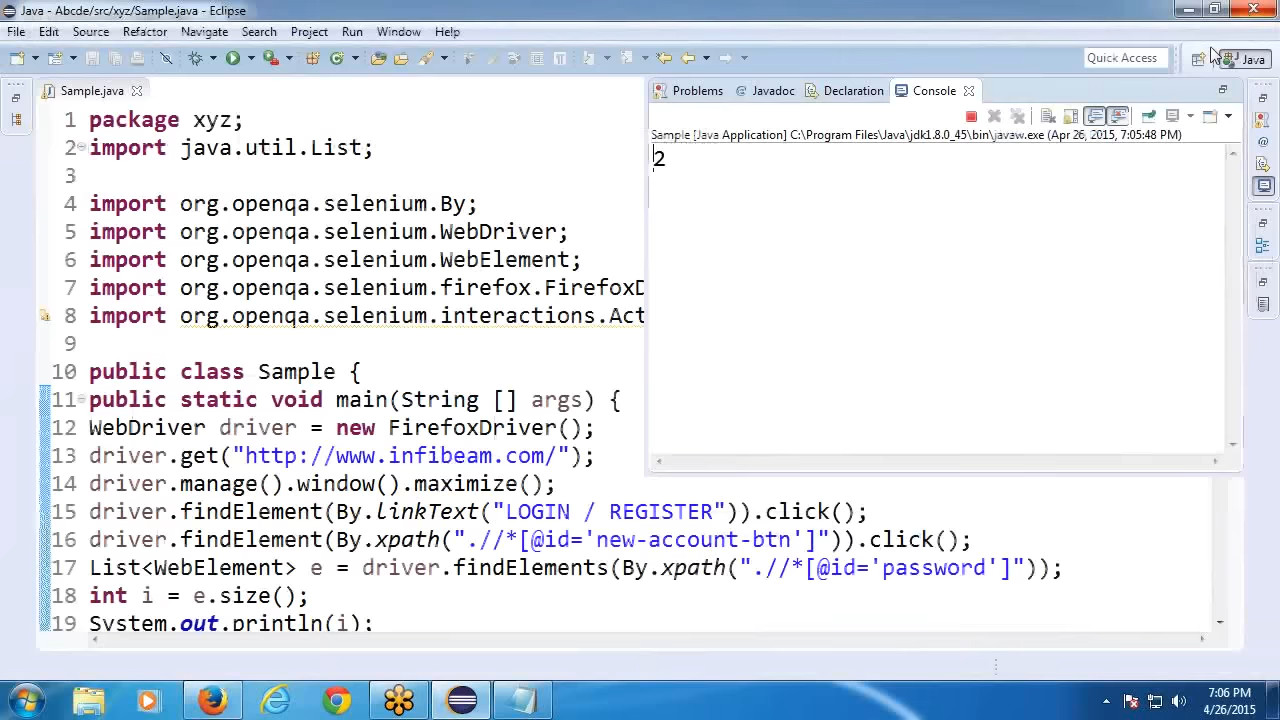 Java - Abcde/src/xyz/Sample.java - Eclipse
File Edit Source Refactor Navigate Search Project Run Window Help
Quick Access
Java
Sample.java
Problems @ Javadoc Declaration Console
Sample [Java Application] C:\Program Files\Java\jdk1.8.0_45\bin\javaw.exe (Apr 26, 2015, 7:05:48 PM)
2
1 package xyz;
2 import java.util.List;
3
4 import org.openqa.selenium.By;
5 import org.openqa.selenium.WebDriver;
6 import org.openqa.selenium.WebElement;
7 import org.openqa.selenium.firefox.FirefoxD
8 import org.openqa.selenium.interactions.Act
9
10 public class Sample {
11 public static void main(String [] args) {
12 WebDriver driver = new FirefoxDriver();
13 driver.get("http://www.infibeam.com/");
14 driver.manage().window().maximize();
15 driver.findElement(By.linkText("LOGIN / REGISTER")).click();
16 driver.findElement(By.xpath(".//*[@id='new-account-btn']")).click();
17 List<WebElement> e = driver.findElements(By.xpath(".//*[@id='password']"));
18 int i = e.size();
19 System.out.println(i);
7:06 PM
4/26/2015